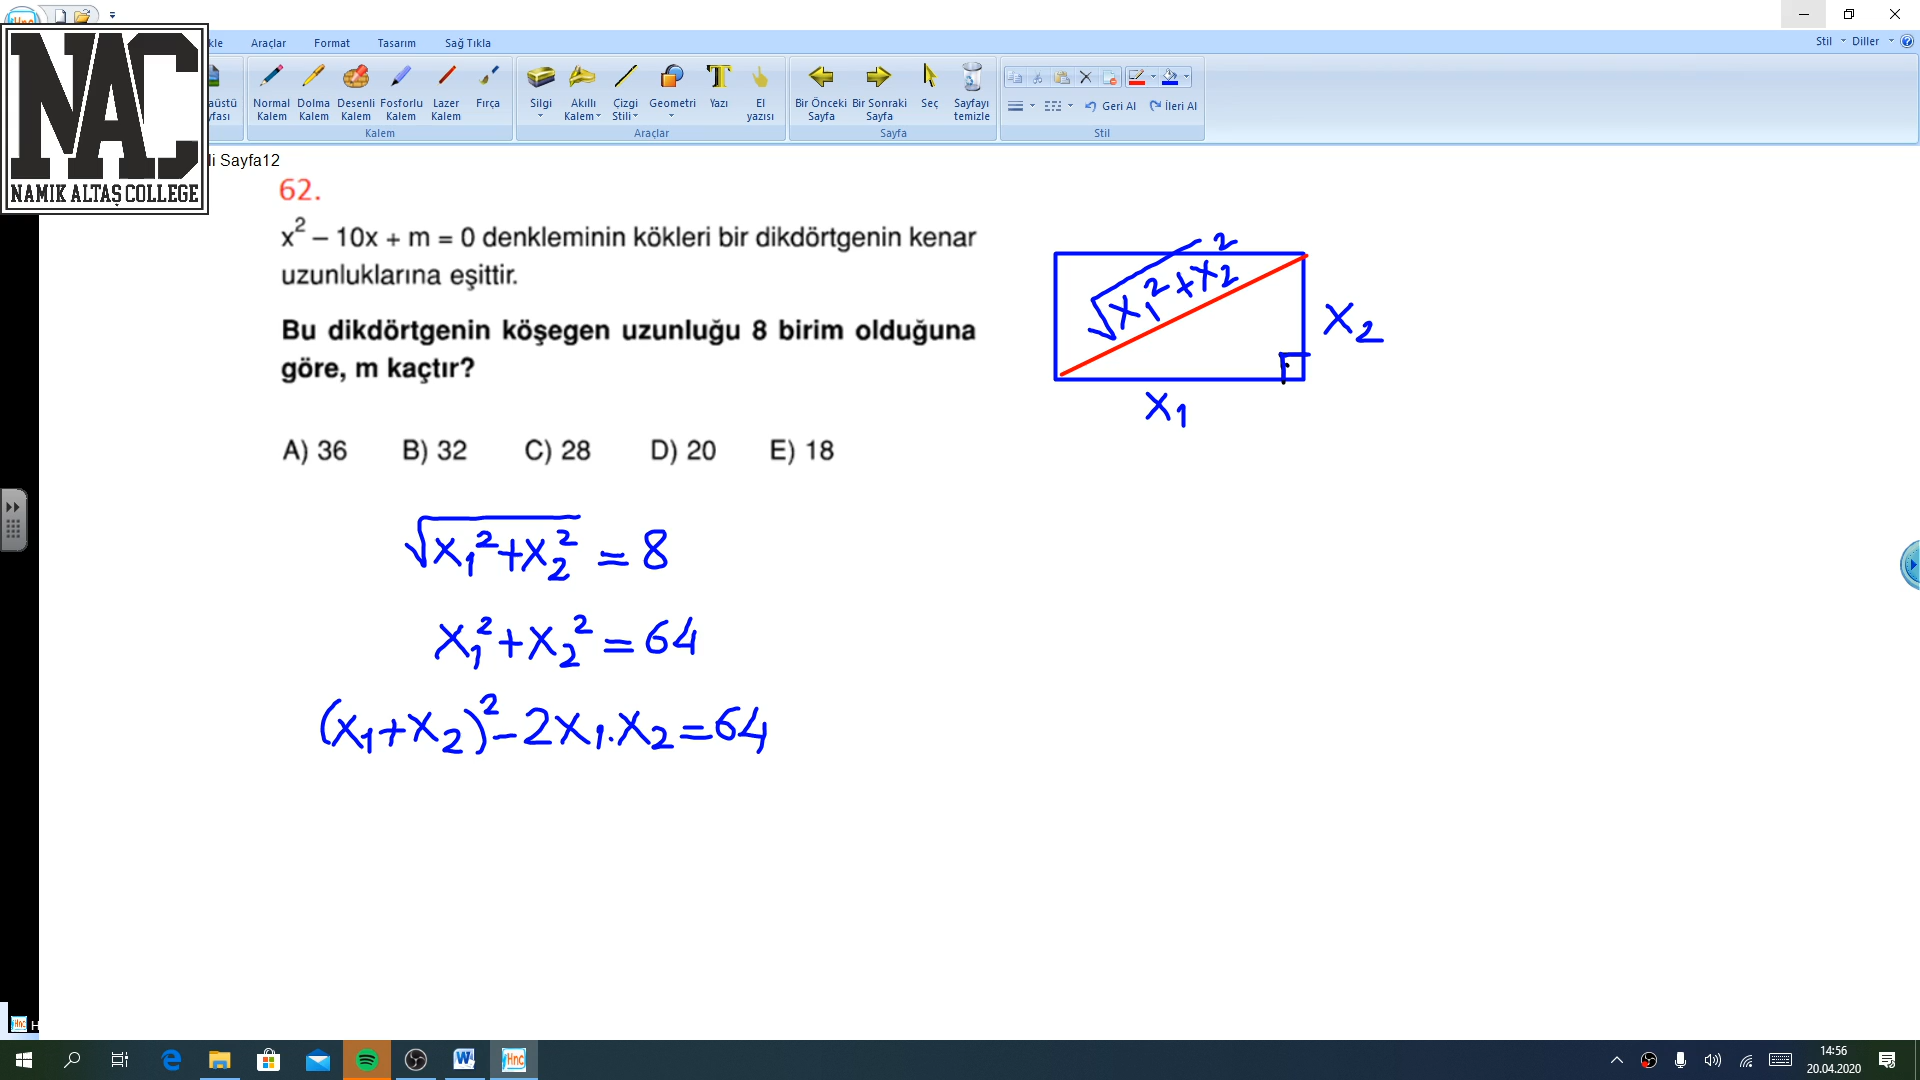 kle Araçlar Format Tasarım Sağ Tıkla Stil Diller
Normal Kalem Dolma Kalem Desenli Kalem Fosforlu Kalem Lazer Kalem Fırça
Kalem
Silgi Akıllı Kalem Çizgi Stili Geometri Yazı El yazısı
Araçlar
Bir Önceki Sayfa Bir Sonraki Sayfa Seç Sayfayı temizle
Sayfa
Geri Al İleri Al
Stil
NAC
NAMIK ALTAŞ COLLEGE
li Sayfa12
62.
x² – 10x + m = 0 denkleminin kökleri bir dikdörtgenin kenar
uzunluklarına eşittir.
Bu dikdörtgenin köşegen uzunluğu 8 birim olduğuna
göre, m kaçtır?
A) 36 B) 32 C) 28 D) 20 E) 18
√x₁²+x₂²
x₂
x₁
√x₁²+x₂² = 8
x₁²+x₂² = 64
(x₁+x₂)²-2x₁.x₂=64
14:56
20.04.2020